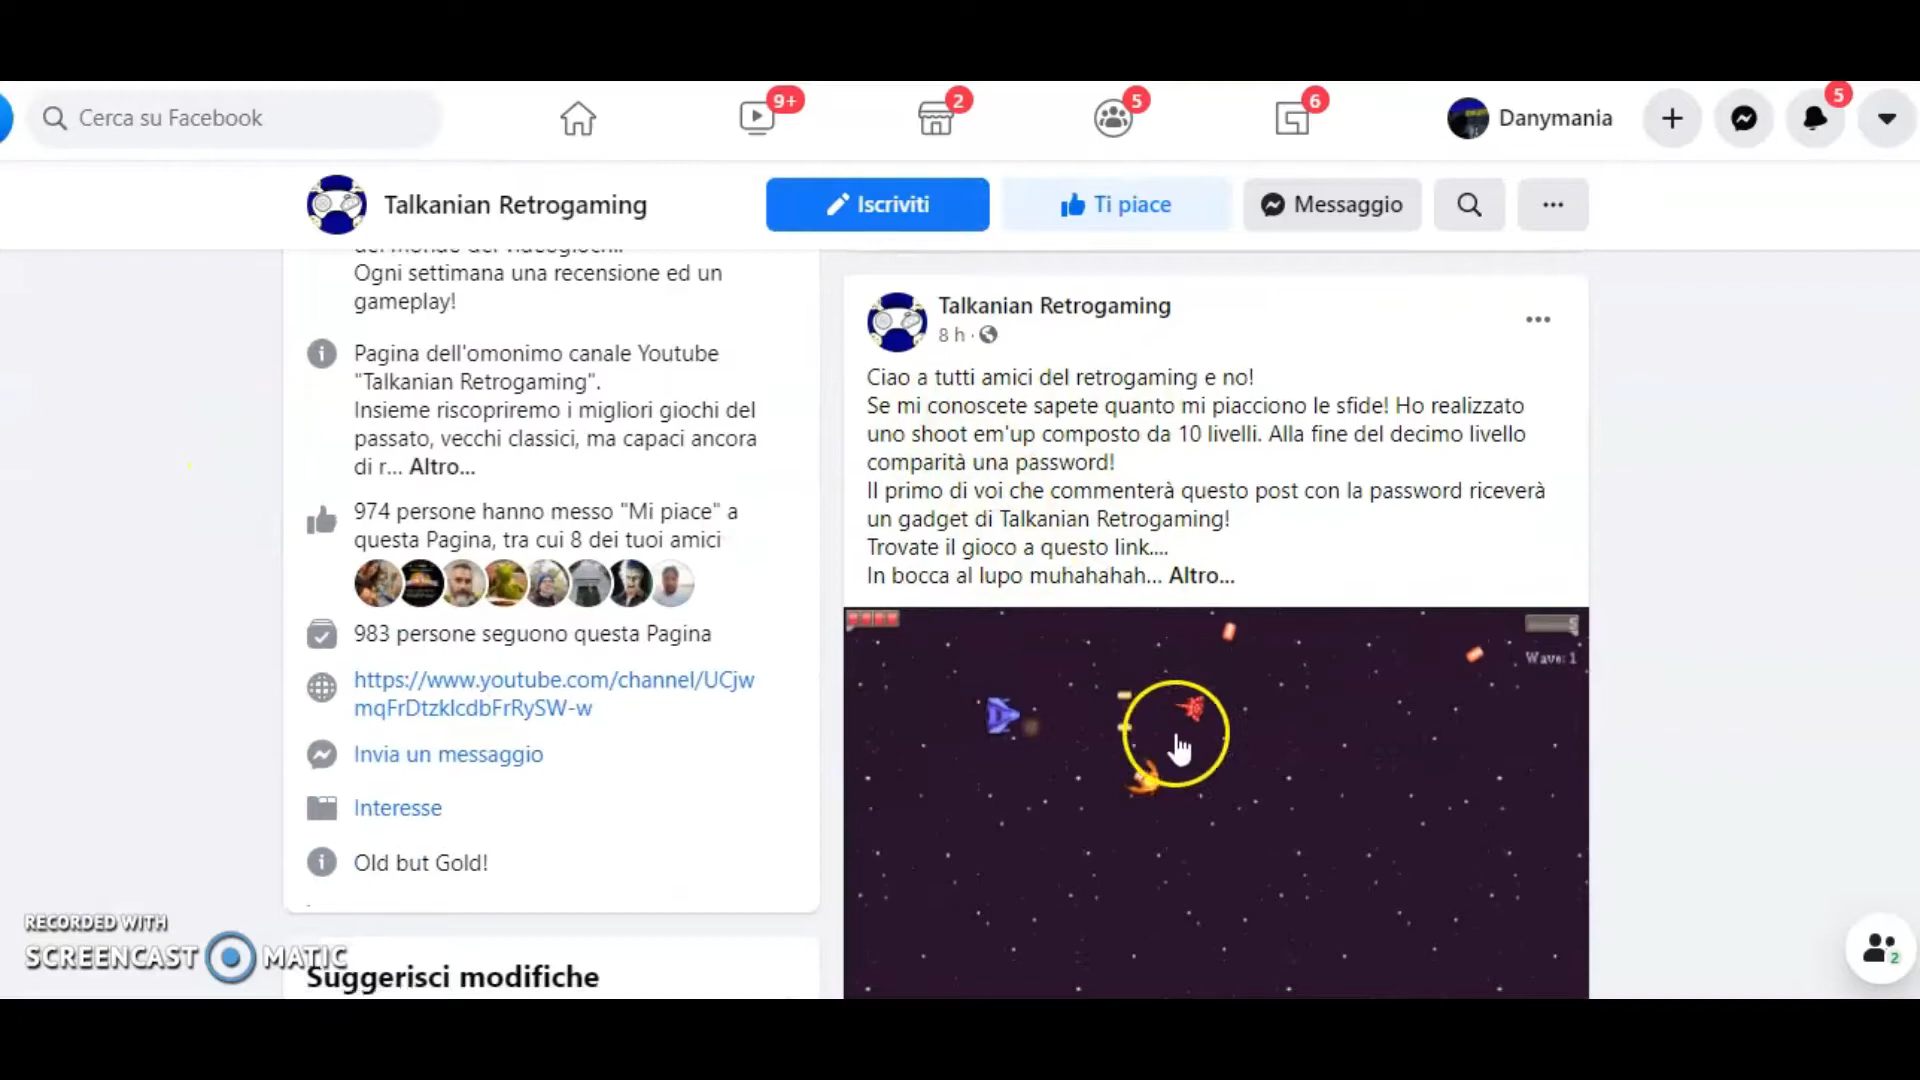 Cerca su Facebook
9+
2
5
6
Danymania
5
Talkanian Retrogaming
Iscriviti
Ti piace
Messaggio
Ogni settimana una recensione ed un
gameplay!
Pagina dell'omonimo canale Youtube
"Talkanian Retrogaming".
Insieme riscopriremo i migliori giochi del
passato, vecchi classici, ma capaci ancora
di r... Altro...
974 persone hanno messo "Mi piace" a
questa Pagina, tra cui 8 dei tuoi amici
983 persone seguono questa Pagina
https://www.youtube.com/channel/UCjw
mqFrDtzkIcdbFrRySW-w
Invia un messaggio
Interesse
Old but Gold!
Suggerisci modifiche
Talkanian Retrogaming
8 h ·
Ciao a tutti amici del retrogaming e no!
Se mi conoscete sapete quanto mi piacciono le sfide! Ho realizzato
uno shoot em'up composto da 10 livelli. Alla fine del decimo livello
comparità una password!
Il primo di voi che commenterà questo post con la password riceverà
un gadget di Talkanian Retrogaming!
Trovate il gioco a questo link....
In bocca al lupo muhahahah... Altro...
Wave: 1
RECORDED WITH
SCREENCAST MATIC
2